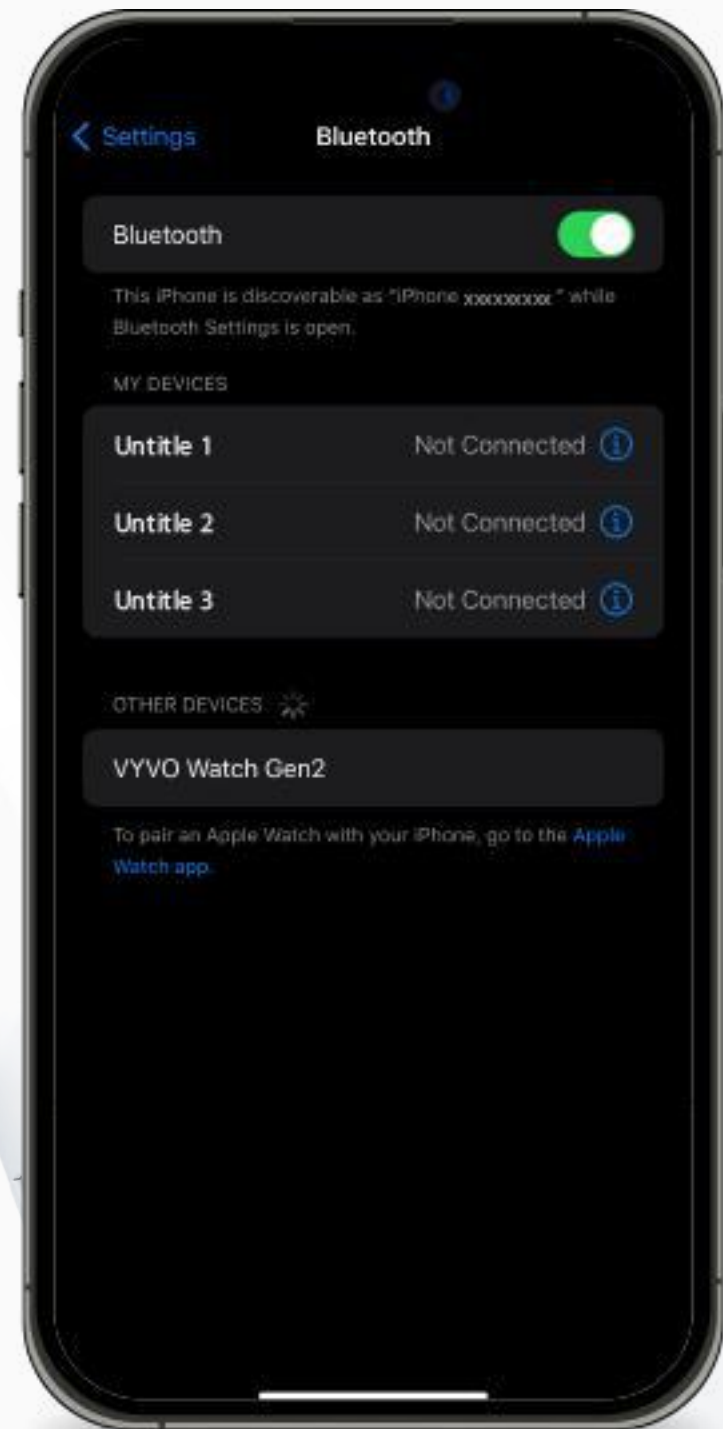 Settings
Bluetooth
Bluetooth
This iPhone is discoverable as "iPhone xxxxxxxxx " while
Bluetooth Settings is open.
MY DEVICES
Untitle 1 Not Connected
Untitle 2 Not Connected
Untitle 3 Not Connected
OTHER DEVICES
VYVO Watch Gen2
To pair an Apple Watch with your iPhone, go to the Apple
Watch app.